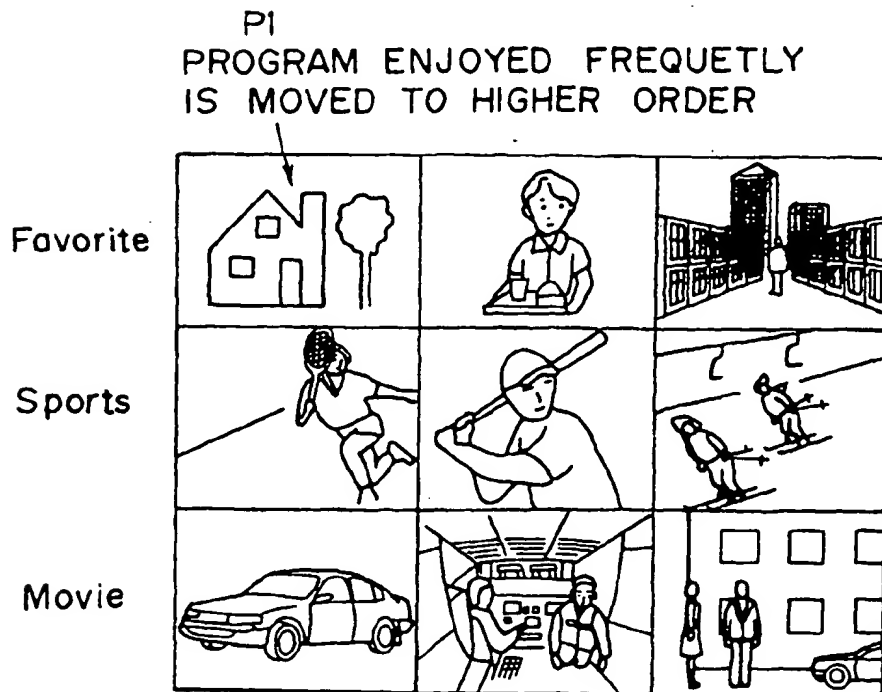 P1
PROGRAM ENJOYED FREQUETLY
IS MOVED TO HIGHER ORDER
Favorite
Sports
Movie